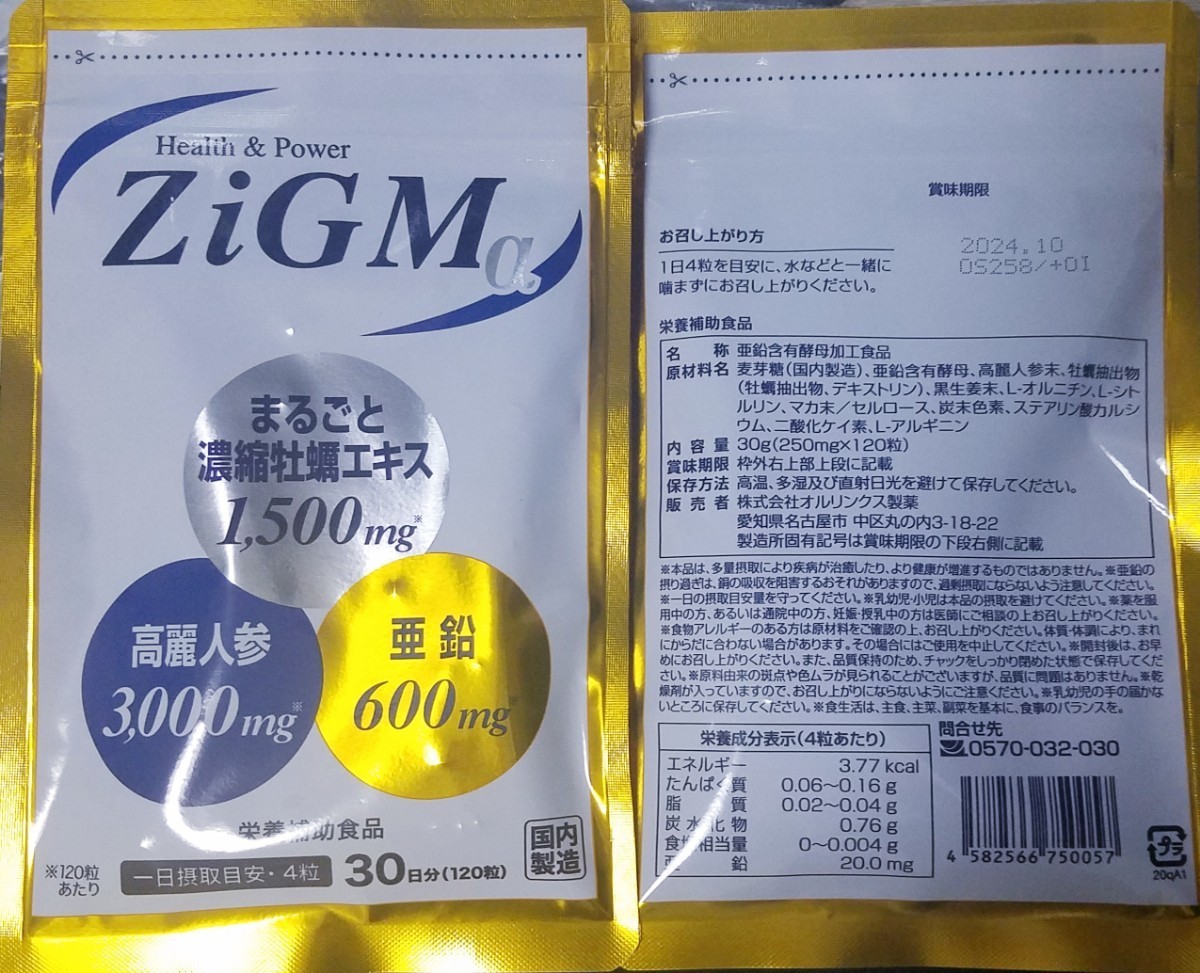 Health & Power
ZiGMα
まるごと
濃縮牡蠣エキス
1,500mg※
高麗人参
3,000mg※
亜鉛
600mg※
栄養補助食品
※120粒
あたり
一日摂取目安・4粒
30日分(120粒)
国内
製造
賞味期限
2024.10
OS258/+OI
お召し上がり方
1日4粒を目安に、水などと一緒に
噛まずにお召し上がりください。
栄養補助食品
名称 亜鉛含有酵母加工食品
原材料名 麦芽糖(国内製造)、亜鉛含有酵母、高麗人参末、牡蠣抽出物
(牡蠣抽出物、デキストリン)、黒生姜末、L-オルニチン、L-シト
ルリン、マカ末/セルロース、炭末色素、ステアリン酸カルシ
ウム、二酸化ケイ素、L-アルギニン
内容量 30g(250mg×120粒)
賞味期限 枠外右上部上段に記載
保存方法 高温、多湿及び直射日光を避けて保存してください。
販売者 株式会社オルリンクス製薬
愛知県名古屋市 中区丸の内3-18-22
製造所固有記号は賞味期限の下段右側に記載
※本品は、多量摂取により疾病が治癒したり、より健康が増進するものではありません。※亜鉛の
摂り過ぎは、銅の吸収を阻害するおそれがありますので、過剰摂取にならないよう注意してください。
※一日の摂取目安量を守ってください。※乳幼児・小児は本品の摂取を避けてください。※薬を服
用中の方、あるいは通院中の方、妊娠・授乳中の方は医師にご相談の上お召し上がりください。
※食物アレルギーのある方は原材料をご確認の上、お召し上がりください。体質・体調により、まれ
にからだに合わない場合があります。その場合にはご使用を中止してください。※開封後は、お早
めにお召し上がりください。また、品質保持のため、チャックをしっかり閉めた状態で保存してくだ
さい。※原料由来の斑点や色ムラが見られることがございますが、品質に問題はありません。※乾
燥剤が入っていますので、お召し上がりにならないようにご注意ください。※乳幼児の手の届かな
いところに保存してください。※食生活は、主食、主菜、副菜を基本に、食事のバランスを。
栄養成分表示(4粒あたり)
エネルギー 3.77 kcal
たんぱく質 0.06〜0.16 g
脂質 0.02〜0.04 g
炭水化物 0.76 g
食塩相当量 0〜0.004 g
亜鉛 20.0 mg
問合せ先
0570-032-030
4 582566 750057
プラ
20qA1